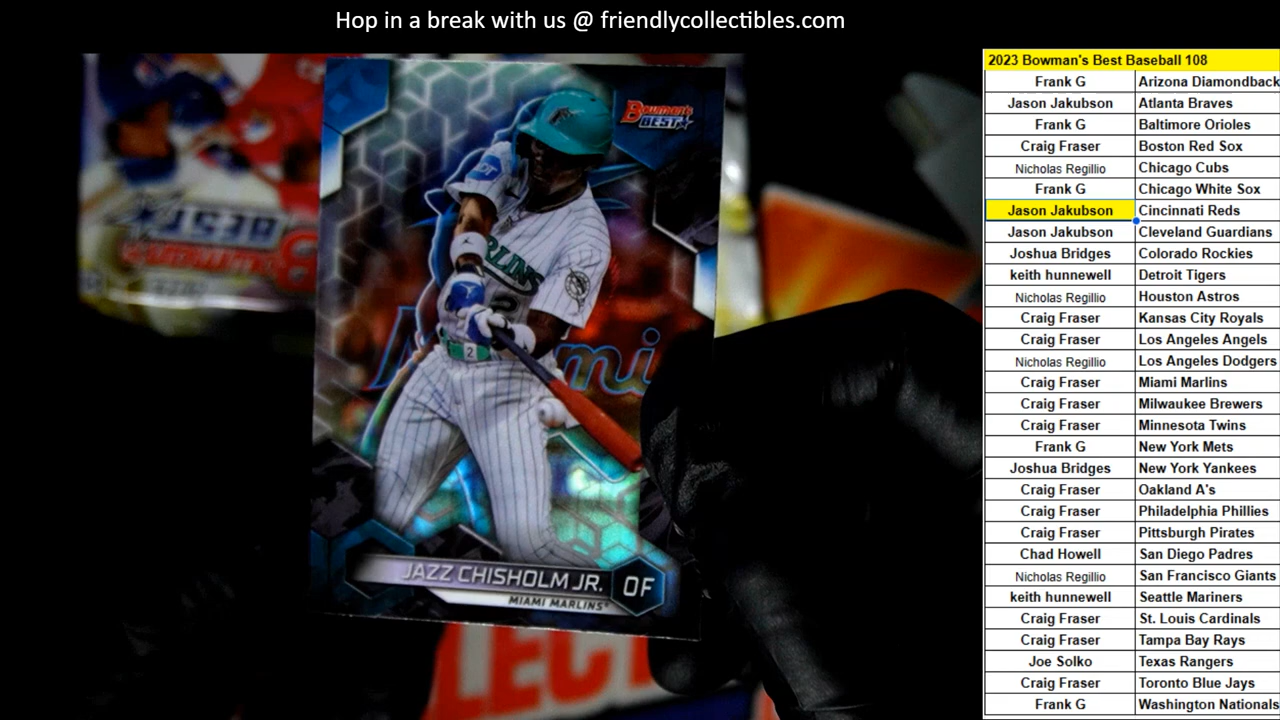 Hop in a break with us @ friendlycollectibles.com
2023 Bowman's Best Baseball 108
Frank G Arizona Diamondback
Jason Jakubson Atlanta Braves
Frank G Baltimore Orioles
Craig Fraser Boston Red Sox
Nicholas Regillio Chicago Cubs
Frank G Chicago White Sox
Jason Jakubson Cincinnati Reds
Jason Jakubson Cleveland Guardians
Joshua Bridges Colorado Rockies
keith hunnewell Detroit Tigers
Nicholas Regillio Houston Astros
Craig Fraser Kansas City Royals
Craig Fraser Los Angeles Angels
Nicholas Regillio Los Angeles Dodgers
Craig Fraser Miami Marlins
Craig Fraser Milwaukee Brewers
Craig Fraser Minnesota Twins
Frank G New York Mets
Joshua Bridges New York Yankees
Craig Fraser Oakland A's
Craig Fraser Philadelphia Phillies
Craig Fraser Pittsburgh Pirates
Chad Howell San Diego Padres
Nicholas Regillio San Francisco Giants
keith hunnewell Seattle Mariners
Craig Fraser St. Louis Cardinals
Craig Fraser Tampa Bay Rays
Joe Solko Texas Rangers
Craig Fraser Toronto Blue Jays
Frank G Washington Nationals
BOWMAN'S
BEST
RLINS
2
2
JAZZ CHISHOLM JR. OF
MIAMI MARLINS
LECT
BEST